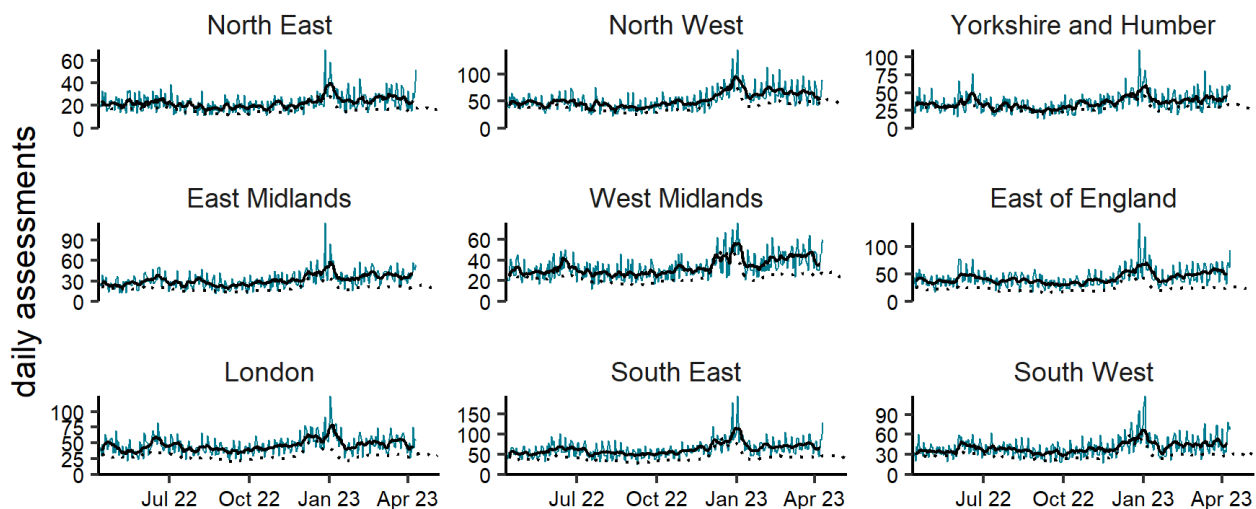 North East
North West
Yorkshire and Humber
60
40
20
0
100
50
0
100
75
50
25
0
daily assessments
East Midlands
West Midlands
East of England
90
60
30
0
60
40
20
0
100
50
0
London
South East
South West
100
75
50
25
0
150
100
50
0
90
60
30
0
Jul 22 Oct 22 Jan 23 Apr 23
Jul 22 Oct 22 Jan 23 Apr 23
Jul 22 Oct 22 Jan 23 Apr 23